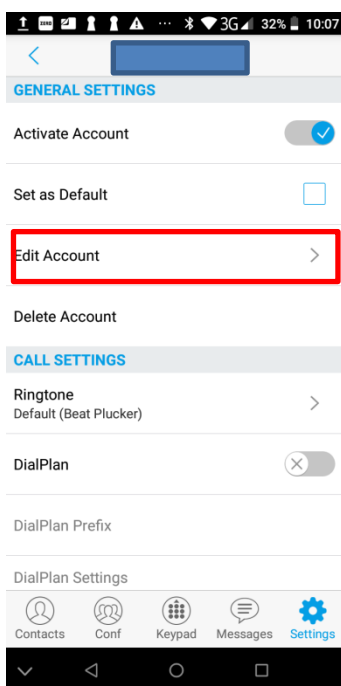 3G 32% 10:07
GENERAL SETTINGS
Activate Account
Set as Default
Edit Account
Delete Account
CALL SETTINGS
Ringtone
Default (Beat Plucker)
DialPlan
DialPlan Prefix
DialPlan Settings
Contacts Conf Keypad Messages Settings